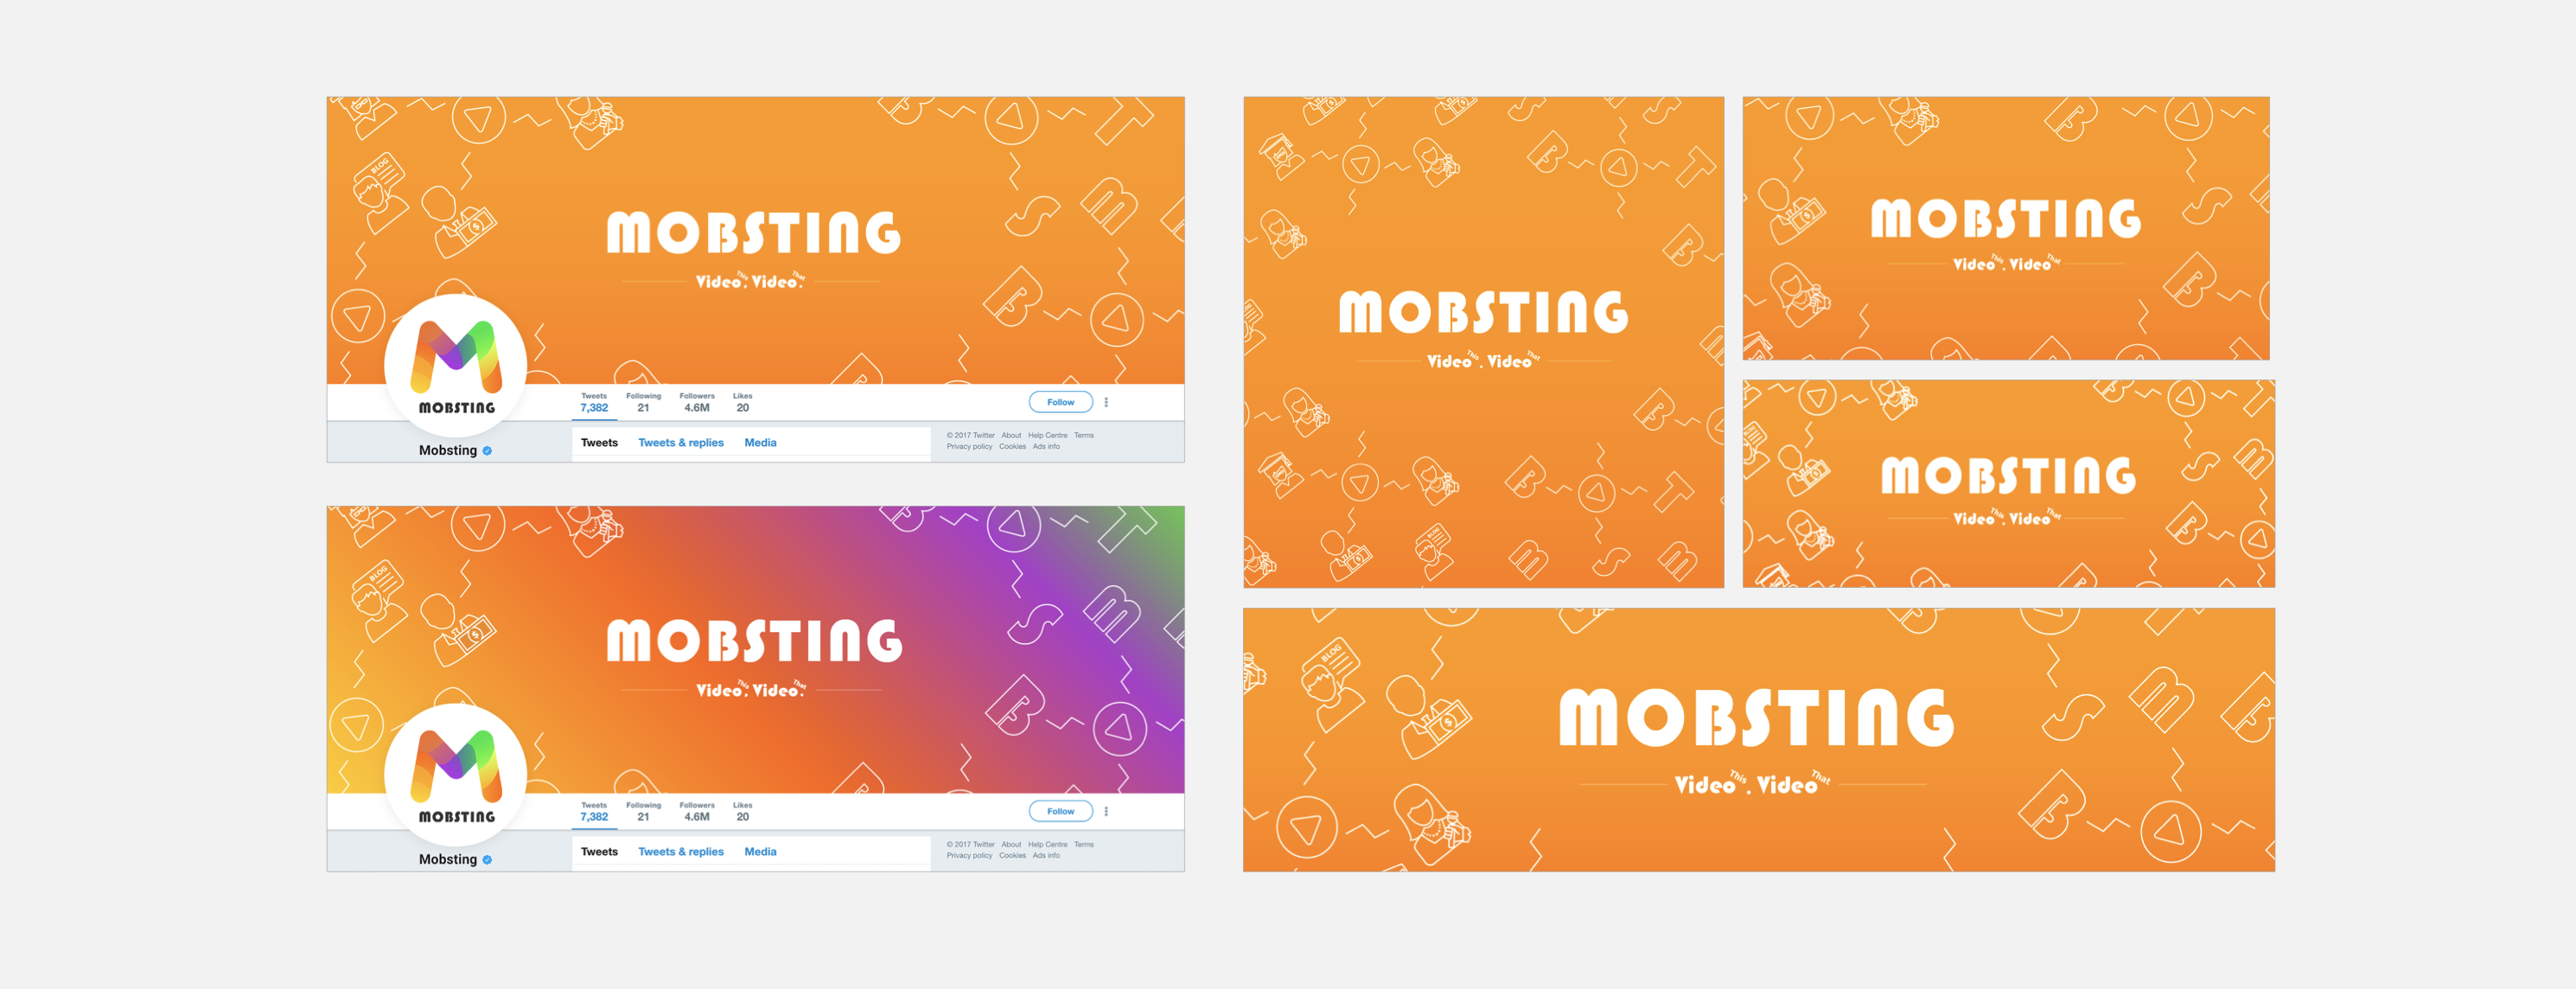 BLOG
MOBSTING
Video This. Video That.
MOBSTING
Tweets Following Followers Likes
7,382 21 4.6M 20
Follow
Mobsting
Tweets Tweets & replies Media
© 2017 Twitter About Help Centre Terms
Privacy policy Cookies Ads info
BLOG
MOBSTING
Video This. Video That.
MOBSTING
Tweets Following Followers Likes
7,382 21 4.6M 20
Follow
Mobsting
Tweets Tweets & replies Media
© 2017 Twitter About Help Centre Terms
Privacy policy Cookies Ads info
MOBSTING
Video This. Video That
BLOG
MOBSTING
Video This. Video That
MOBSTING
Video This. Video That
BLOG
MOBSTING
Video This. Video That